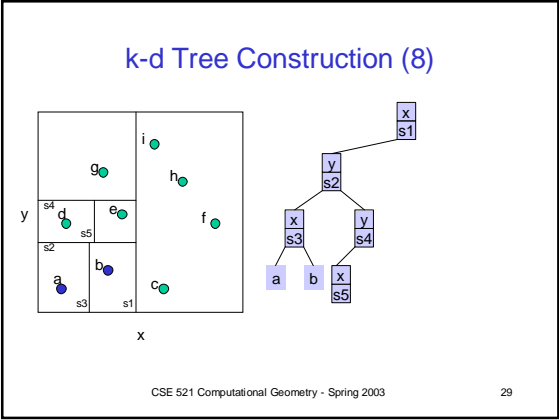 k-d Tree Construction (8)
x
s1
i
y
s2
g
h
s4
d
e
f
s5
y
x
s3
y
s4
s2
b
a
a
b
x
s5
c
s3
s1
x
CSE 521 Computational Geometry - Spring 2003
29